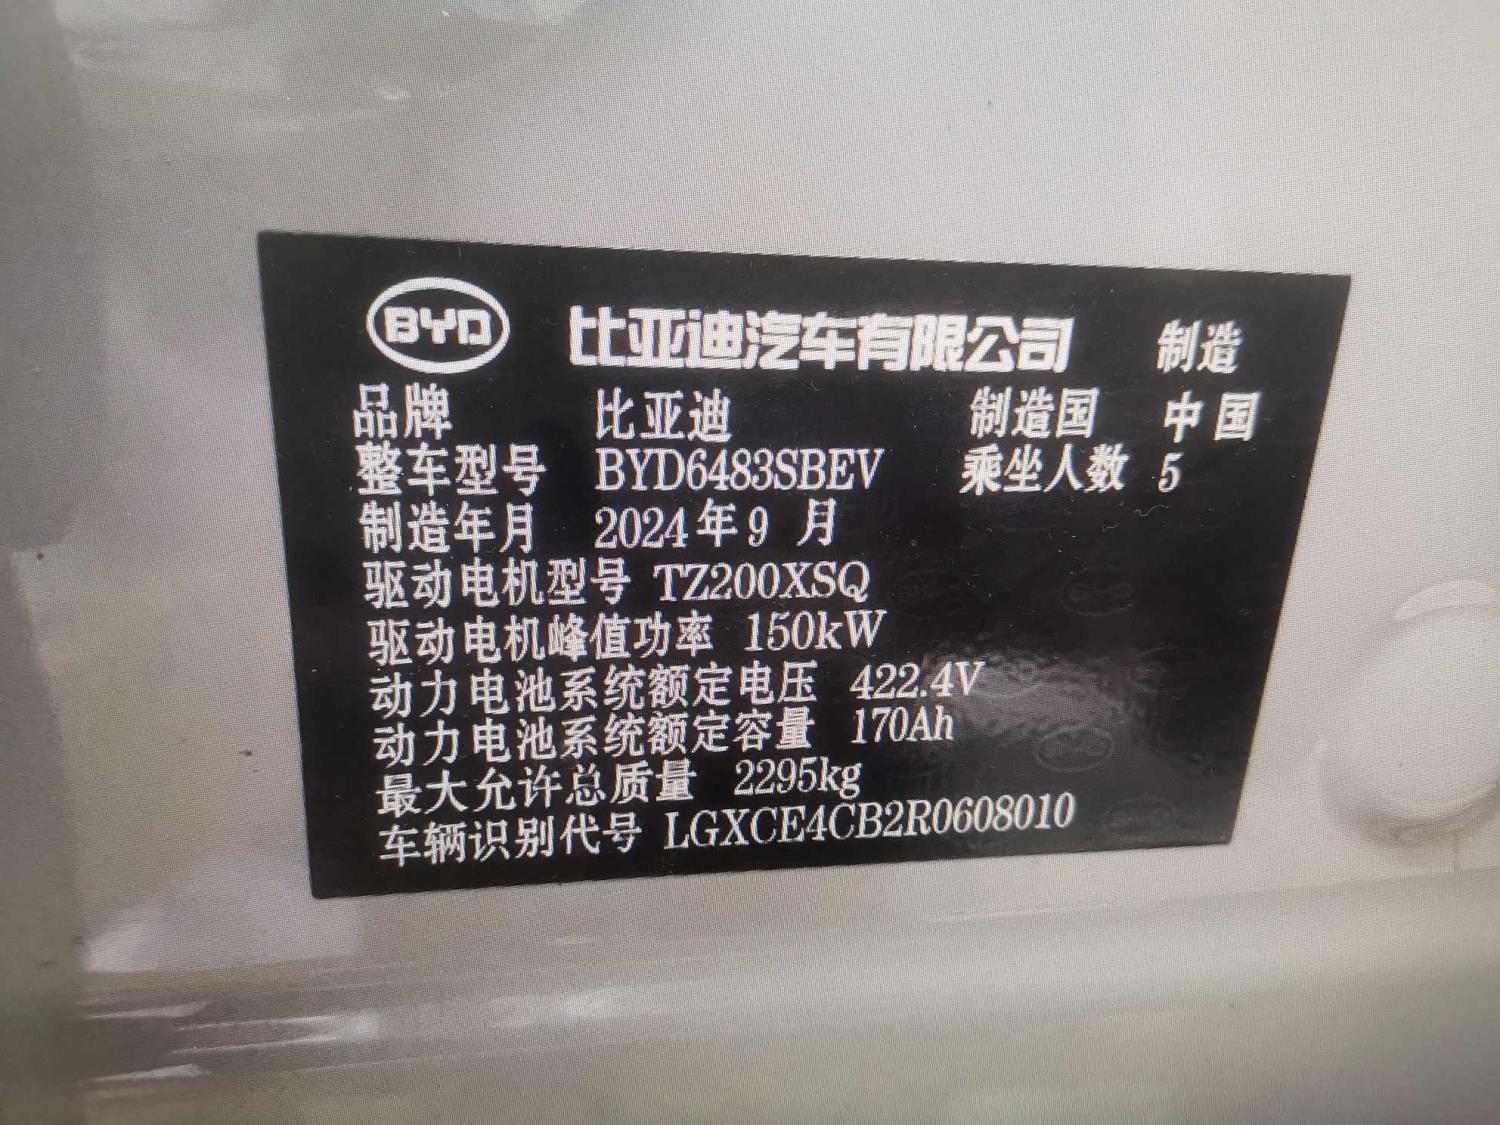 BYD 比亚迪汽车有限公司 制造
品牌 比亚迪 制造国 中国
整车型号 BYD6483SBEV 乘坐人数 5
制造年月 2024年9 月
驱动电机型号 TZ200XSQ
驱动电机峰值功率 150kW
动力电池系统额定电压 422.4V
动力电池系统额定容量 170Ah
最大允许总质量 2295kg
车辆识别代号 LGXCE4CB2R0608010